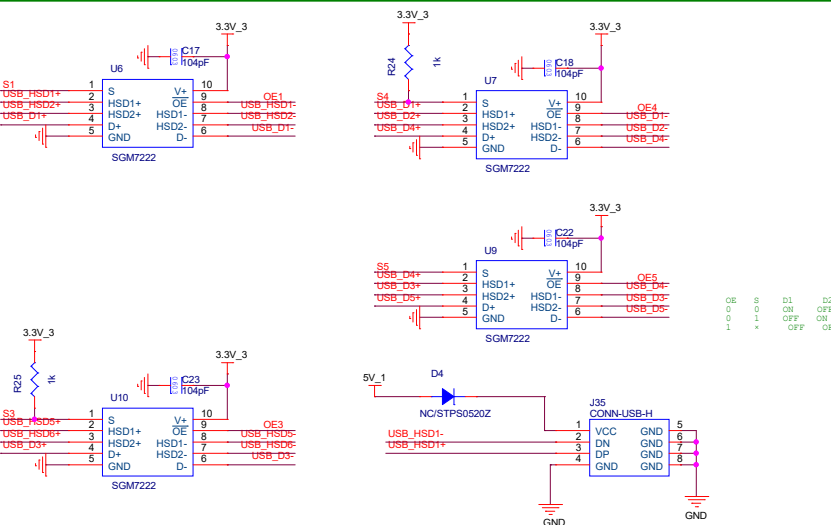 3.3V_3
C17
0603
104pF
U6
S1
USB_HSD1+
USB_HSD2+
USB_D1+
1
2
3
4
5
S
HSD1+
HSD2+
D+
GND
V+
OE
HSD1-
HSD2-
D-
10
9
8
7
6
OE1
USB_HSD1-
USB_HSD2-
USB_D1-
SGM7222
3.3V_3
R24
1k
3.3V_3
C18
0603
104pF
U7
S4
USB_D1+
USB_D2+
USB_D4+
1
2
3
4
5
S
HSD1+
HSD2+
D+
GND
V+
OE
HSD1-
HSD2-
D-
10
9
8
7
6
OE4
USB_D1-
USB_D2-
USB_D4-
SGM7222
3.3V_3
C22
0603
104pF
U9
S5
USB_D4+
USB_D3+
USB_D5+
1
2
3
4
5
S
HSD1+
HSD2+
D+
GND
V+
OE
HSD1-
HSD2-
D-
10
9
8
7
6
OE5
USB_D4-
USB_D3-
USB_D5-
SGM7222
OE S D1
0 0 ON
0 1 OFF ON
1 × OFF
3.3V_3
R25
1k
3.3V_3
C23
0603
104pF
U10
S3
USB_HSD5+
USB_HSD6+
USB_D3+
1
2
3
4
5
S
HSD1+
HSD2+
D+
GND
V+
OE
HSD1-
HSD2-
D-
10
9
8
7
6
OE3
USB_HSD5-
USB_HSD6-
USB_D3-
SGM7222
5V_1
D4
NC/STPS0520Z
J35
CONN-USB-H
USB_HSD1-
USB_HSD1+
1
2
3
4
VCC
DN
DP
GND
GND
GND
GND
GND
5
6
7
8
GND
GND